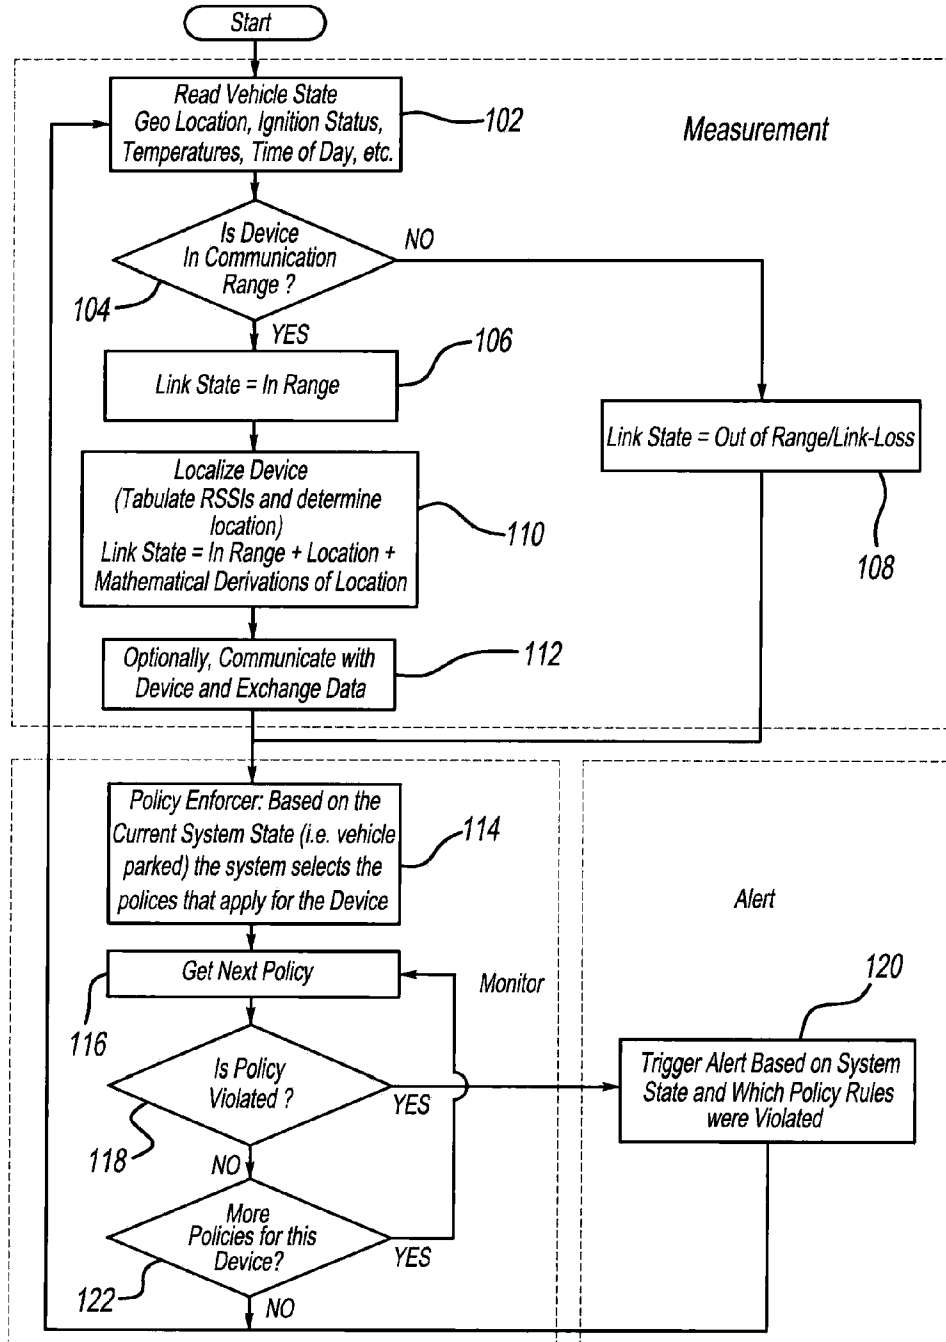 Start
Read Vehicle State
Geo Location, Ignition Status,
Temperatures, Time of Day, etc.
102
Measurement
Is Device
In Communication
Range ?
NO
104
YES
106
Link State = In Range
Link State = Out of Range/Link-Loss
108
Localize Device
(Tabulate RSSIs and determine
location)
Link State = In Range + Location +
Mathematical Derivations of Location
110
Optionally, Communicate with
Device and Exchange Data
112
Policy Enforcer: Based on the
Current System State (i.e. vehicle
parked) the system selects the
polices that apply for the Device
114
Alert
Get Next Policy
116
Monitor
120
Is Policy
Violated ?
YES
118
Trigger Alert Based on System
State and Which Policy Rules
were Violated
NO
More
Policies for this
Device?
YES
122
NO